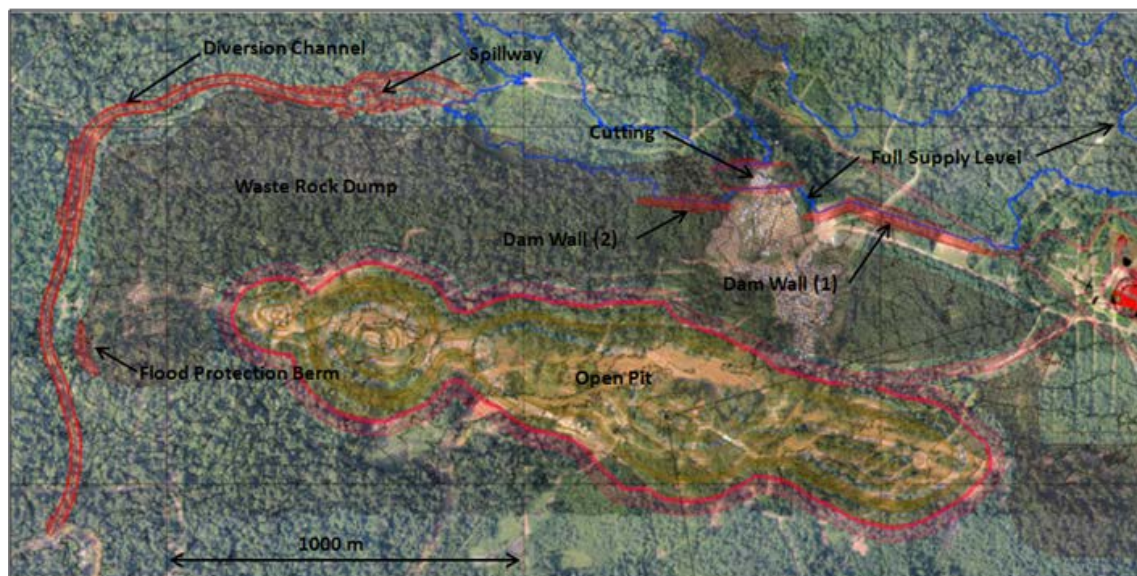 Diversion Channel
Spillway
Cutting
Full Supply Level
Waste Rock Dump
Dam Wall (2)
Dam Wall (1)
Flood Protection Berm
Open Pit
1000 m